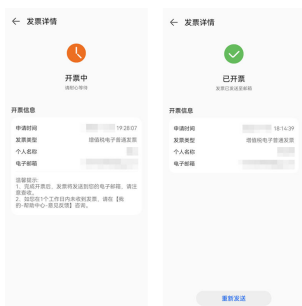 ← 发票详情
开票中
请耐心等待
开票信息
申请时间 19:28:07
发票类型 增值税电子普通发票
个人名称
电子邮箱
温馨提示:
1、完成开票后，发票将发送到您的电子邮箱，请注
意查收。
2、如您在1个工作日内未收到发票，请在【我
的-帮助中心-意见反馈】咨询。
← 发票详情
已开票
发票已发送至邮箱
开票信息
申请时间 18:14:39
发票类型 增值税电子普通发票
个人名称
电子邮箱
重新发送